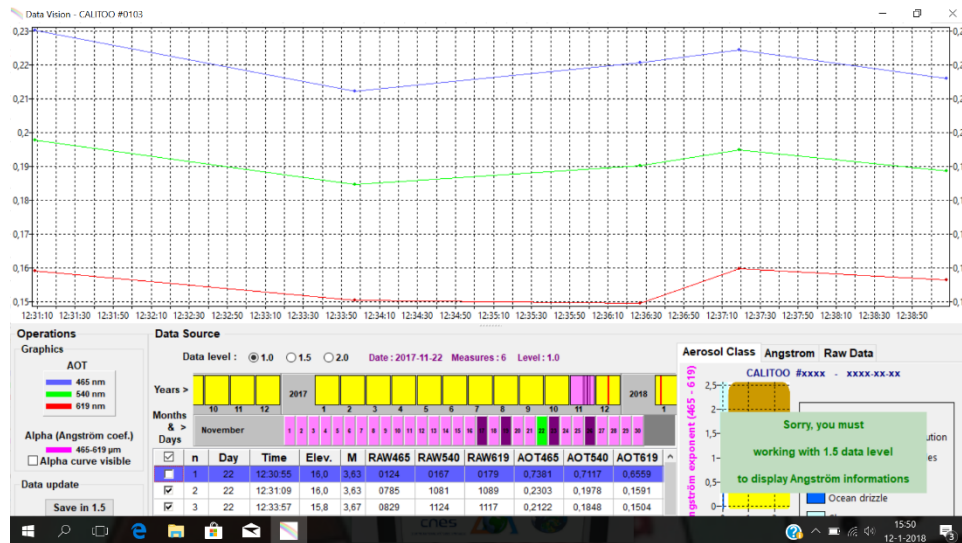 Data Vision - CALITOO #0103
0,23
0,22
0,21
0,2
0,19
0,18
0,17
0,16
0,15
12:31:10 12:31:30 12:31:50 12:32:10 12:32:30 12:32:50 12:33:10 12:33:30 12:33:50 12:34:10 12:34:30 12:34:50 12:35:10 12:35:30 12:35:50 12:36:10 12:36:30 12:36:50 12:37:10 12:37:30 12:37:50 12:38:10 12:38:30 12:38:50
Operations
Graphics
AOT
465 nm
540 nm
619 nm
Alpha (Angström coef.)
465-619 µm
Alpha curve visible
Data update
Save in 1.5
Data Source
Data level : 1.0 1.5 2.0 Date : 2017-11-22 Measures : 6 Level : 1.0
Years > 2017 2018
10 11 12 1 2 3 4 5 6 7 8 9 10 11 12 1
Months & > Days
November 1 2 3 4 5 6 7 8 9 10 11 12 13 14 15 16 18 20 21 22 24 25 27 28 29 30
n Day Time Elev. M RAW465 RAW540 RAW619 AOT465 AOT540 AOT619
1 22 12:30:55 16,0 3,63 0124 0167 0179 0,7381 0,7117 0,6559
2 22 12:31:09 16,0 3,63 0785 1081 1089 0,2303 0,1978 0,1591
3 22 12:33:57 15,8 3,67 0829 1124 1117 0,2122 0,1848 0,1504
Aerosol Class Angstrom Raw Data
CALITOO #xxxx - xxxx-xx-xx
ngström exponent (465 - 619)
2,5
2
1
1
0,5
0
Sorry, you must
working with 1.5 data level
to display Angström informations
ution
es
Ocean drizzle
cnes
15:50
12-1-2018